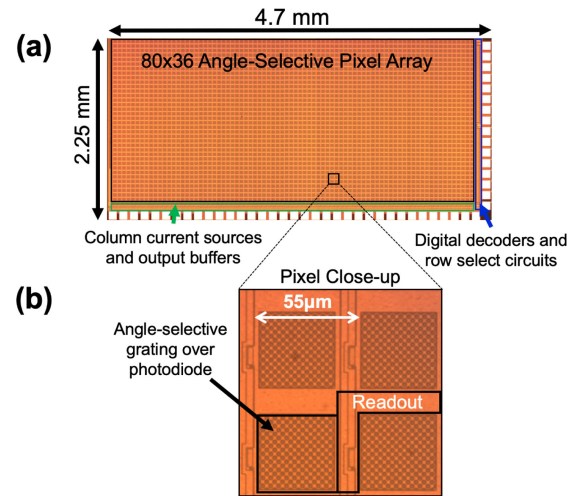 4.7 mm
(a)
80x36 Angle-Selective Pixel Array
2.25 mm
Column current sources
and output buffers
Digital decoders and
row select circuits
(b)
Pixel Close-up
55µm
Angle-selective
grating over
photodiode
Readout